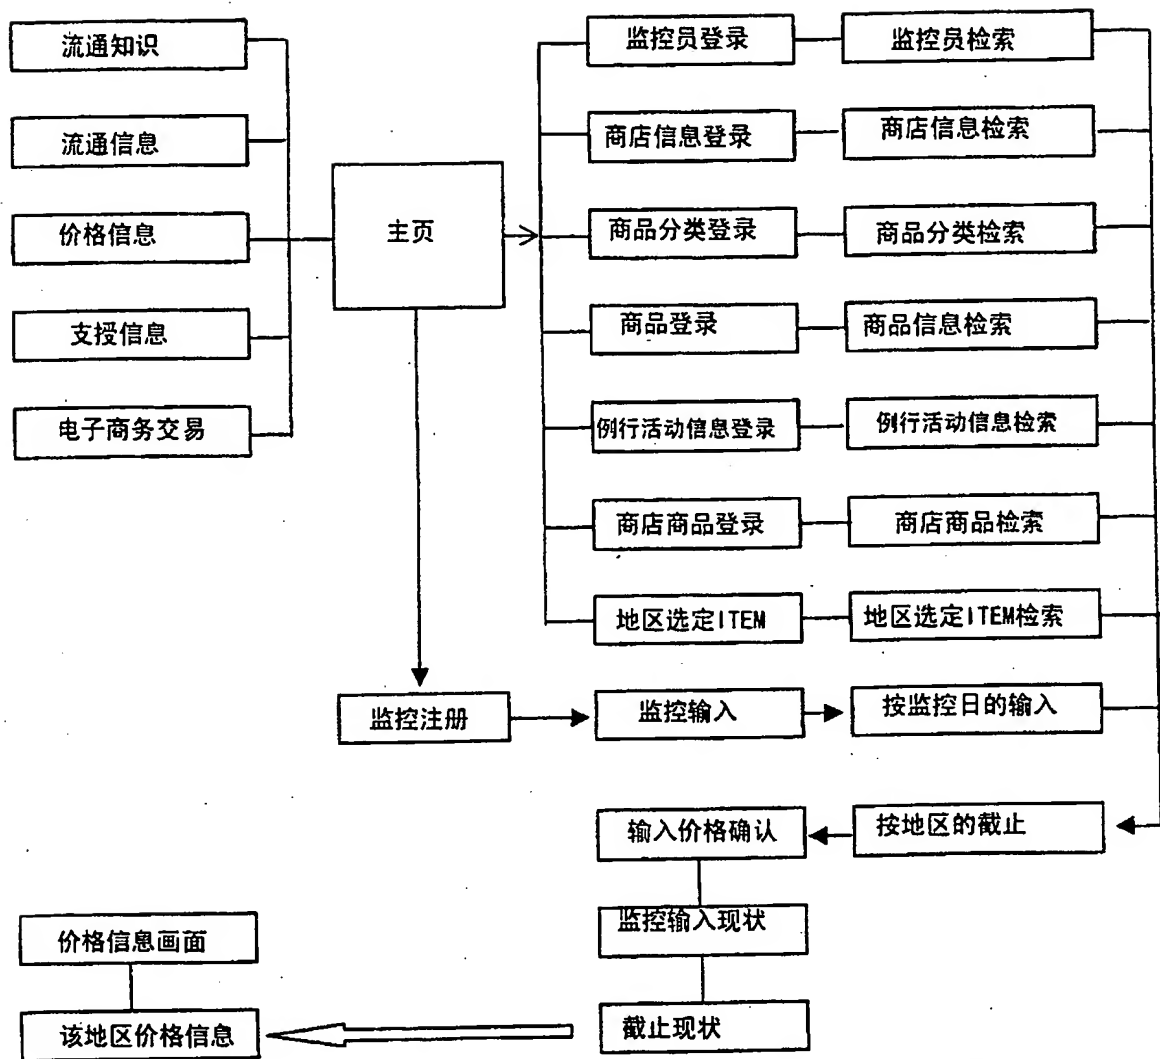 流通知识
流通信息
价格信息
支授信息
电子商务交易
主页
监控员登录
监控员检索
商店信息登录
商店信息检索
商品分类登录
商品分类检索
商品登录
商品信息检索
例行活动信息登录
例行活动信息检索
商店商品登录
商店商品检索
地区选定ITEM
地区选定ITEM检索
监控注册
监控输入
按监控日的输入
输入价格确认
按地区的截止
监控输入现状
价格信息画面
该地区价格信息
截止现状